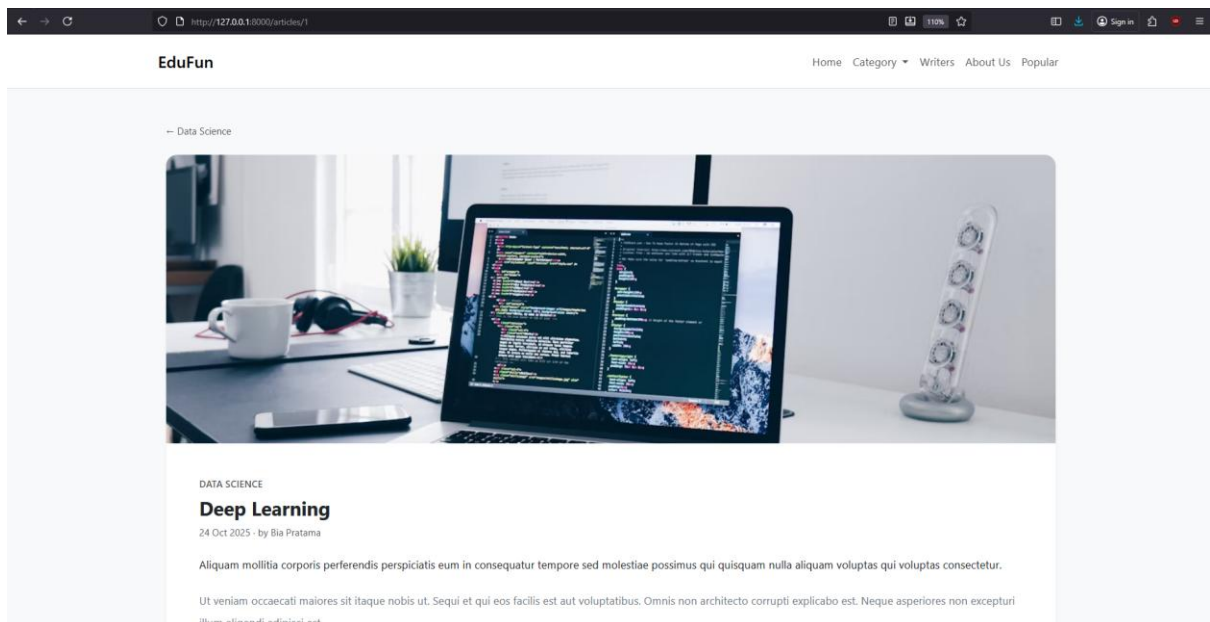 http://127.0.0.1:8000/articles/1
110%
Sign in
EduFun
Home Category Writers About Us Popular
← Data Science
DATA SCIENCE
Deep Learning
24 Oct 2025 · by Bia Pratama
Aliquam mollitia corporis perferendis perspiciatis eum in consequatur tempore sed molestiae possimus qui quisquam nulla aliquam voluptas qui voluptas consectetur.
Ut veniam occaecati maiores sit itaque nobis ut. Sequi et qui eos facilis est aut voluptatibus. Omnis non architecto corrupti explicabo est. Neque asperiores non excepturi